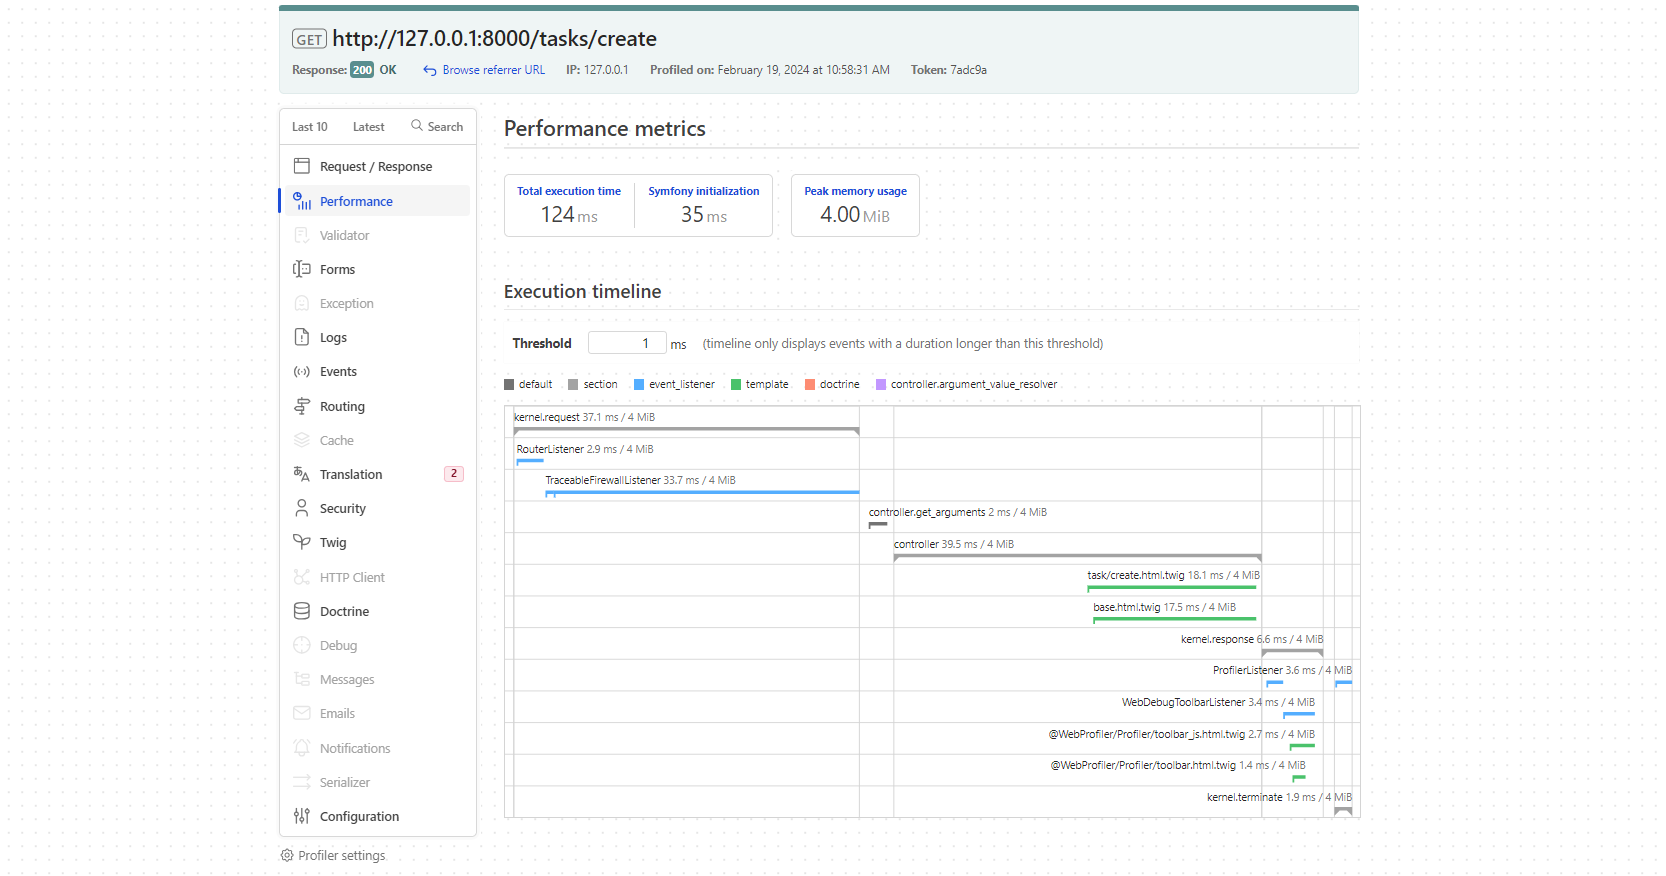 GET http://127.0.0.1:8000/tasks/create
Response: 200 OK Browse referrer URL IP: 127.0.0.1 Profiled on: February 19, 2024 at 10:58:31 AM Token: 7adc9a
Last 10 Latest Search
Request / Response
Performance
Validator
Forms
Exception
Logs
Events
Routing
Cache
Translation 2
Security
Twig
HTTP Client
Doctrine
Debug
Messages
Emails
Notifications
Serializer
Configuration
Profiler settings
Performance metrics
Total execution time
124 ms
Symfony initialization
35 ms
Peak memory usage
4.00 MiB
Execution timeline
Threshold 1 ms (timeline only displays events with a duration longer than this threshold)
default section event_listener template doctrine controller.argument_value_resolver
kernel.request 37.1 ms / 4 MiB
RouterListener 2.9 ms / 4 MiB
TraceableFirewallListener 33.7 ms / 4 MiB
controller.get_arguments 2 ms / 4 MiB
controller 39.5 ms / 4 MiB
task/create.html.twig 18.1 ms / 4 MiB
base.html.twig 17.5 ms / 4 MiB
kernel.response 6.6 ms / 4 MiB
ProfilerListener 3.6 ms / 4 MiB
WebDebugToolbarListener 3.4 ms / 4 MiB
@WebProfiler/Profiler/toolbar_js.html.twig 2.7 ms / 4 MiB
@WebProfiler/Profiler/toolbar.html.twig 1.4 ms / 4 MiB
kernel.terminate 1.9 ms / 4 MiB